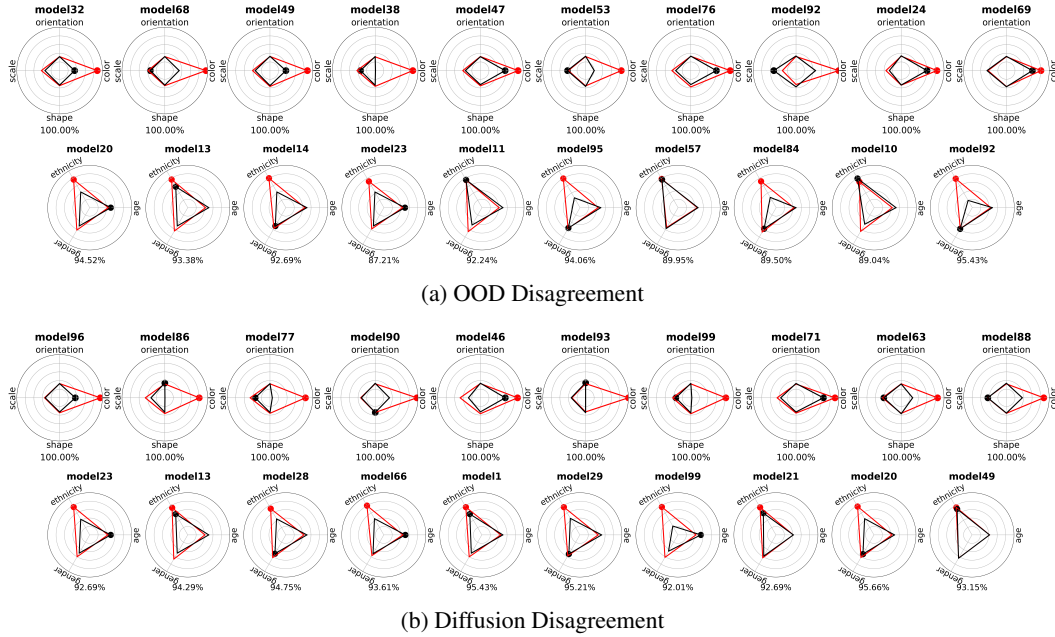 model32 model68 model49 model38 model47 model53 model76 model92 model24 model69
orientation orientation orientation orientation orientation orientation orientation orientation orientation orientation
scale color scale color scale color scale color scale color scale color scale color scale color scale color scale color
shape shape shape shape shape shape shape shape shape shape
100.00% 100.00% 100.00% 100.00% 100.00% 100.00% 100.00% 100.00% 100.00% 100.00%
model20 model13 model14 model23 model11 model95 model57 model84 model10 model92
ethnicity ethnicity ethnicity ethnicity ethnicity ethnicity ethnicity ethnicity ethnicity ethnicity
age age age age age age age age age age
gender gender gender gender gender gender gender gender gender gender
94.52% 93.38% 92.69% 87.21% 92.24% 94.06% 89.95% 89.50% 89.04% 95.43%
(a) OOD Disagreement
model96 model86 model77 model90 model46 model93 model99 model71 model63 model88
orientation orientation orientation orientation orientation orientation orientation orientation orientation orientation
scale color scale color scale color scale color scale color scale color scale color scale color scale color scale color
shape shape shape shape shape shape shape shape shape shape
100.00% 100.00% 100.00% 100.00% 100.00% 100.00% 100.00% 100.00% 100.00% 100.00%
model23 model13 model28 model66 model1 model29 model99 model21 model20 model49
ethnicity ethnicity ethnicity ethnicity ethnicity ethnicity ethnicity ethnicity ethnicity ethnicity
age age age age age age age age age age
gender gender gender gender gender gender gender gender gender gender
92.69% 94.29% 94.75% 93.61% 95.43% 95.21% 92.01% 92.69% 95.66% 93.15%
(b) Diffusion Disagreement